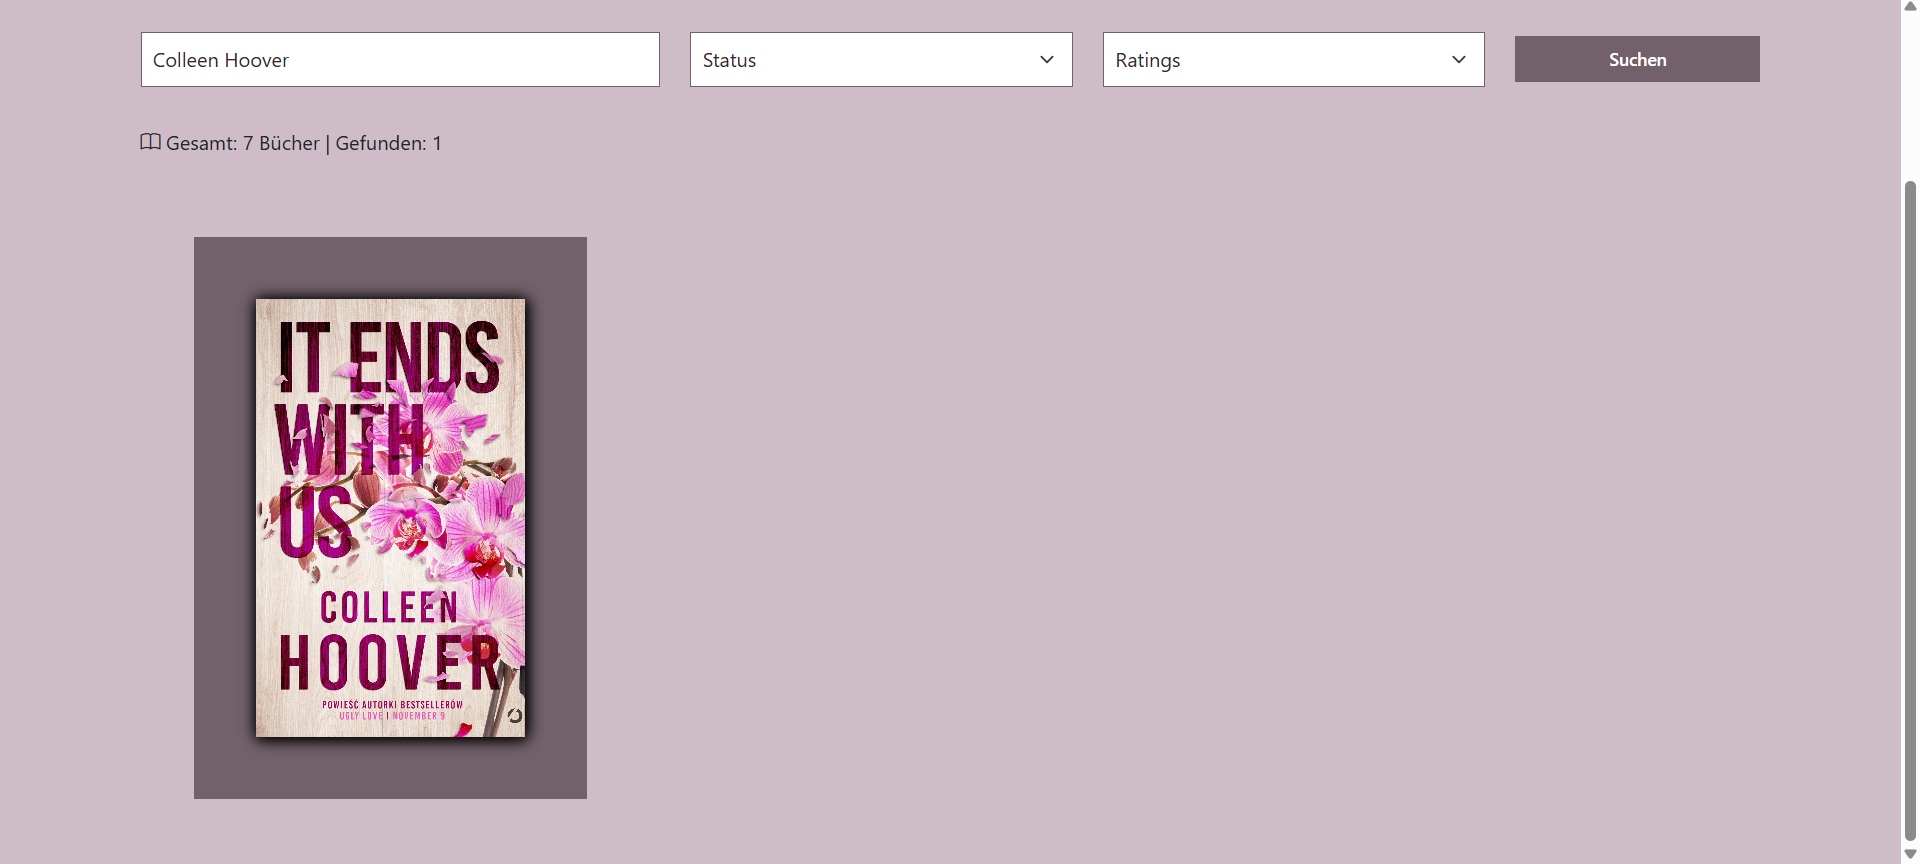 Colleen Hoover
Status
Ratings
Suchen
Gesamt: 7 Bücher | Gefunden: 1
IT ENDS
WITH
US
COLLEEN
HOOVER
POWIEŚĆ AUTORKI BESTSELLERÓW
UGLY LOVE | NOVEMBER 9